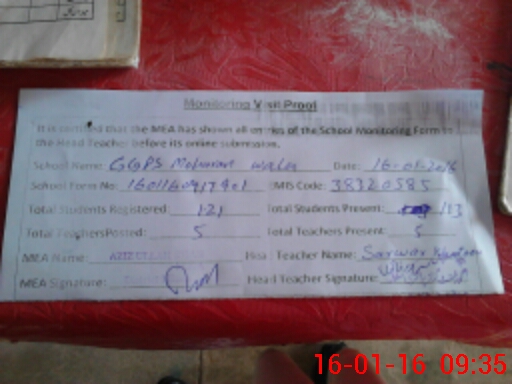 Monitoring Visit Proof
It is certified that the MEA has shown all entries of the School Monitoring Form to
the Head Teacher before its online submission.
School Name: GGPS Date: 16-01-2016
School Form No: EMIS Code: 38320585
Total Students Registered: 121 Total Students Present: 113
Total Teachers Posted: 5 Total Teachers Present: 5
MEA Name: Head Teacher Name:
MEA Signature: Head Teacher Signature:
16-01-16 09:35